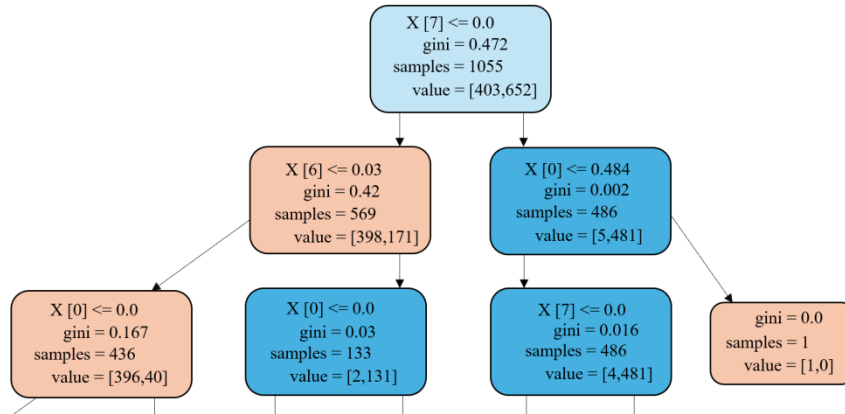 X [7] <= 0.0
gini = 0.472
samples = 1055
value = [403,652]
X [6] <= 0.03
gini = 0.42
samples = 569
value = [398,171]
X [0] <= 0.484
gini = 0.002
samples = 486
value = [5,481]
X [0] <= 0.0
gini = 0.167
samples = 436
value = [396,40]
X [0] <= 0.0
gini = 0.03
samples = 133
value = [2,131]
X [7] <= 0.0
gini = 0.016
samples = 486
value = [4,481]
gini = 0.0
samples = 1
value = [1,0]